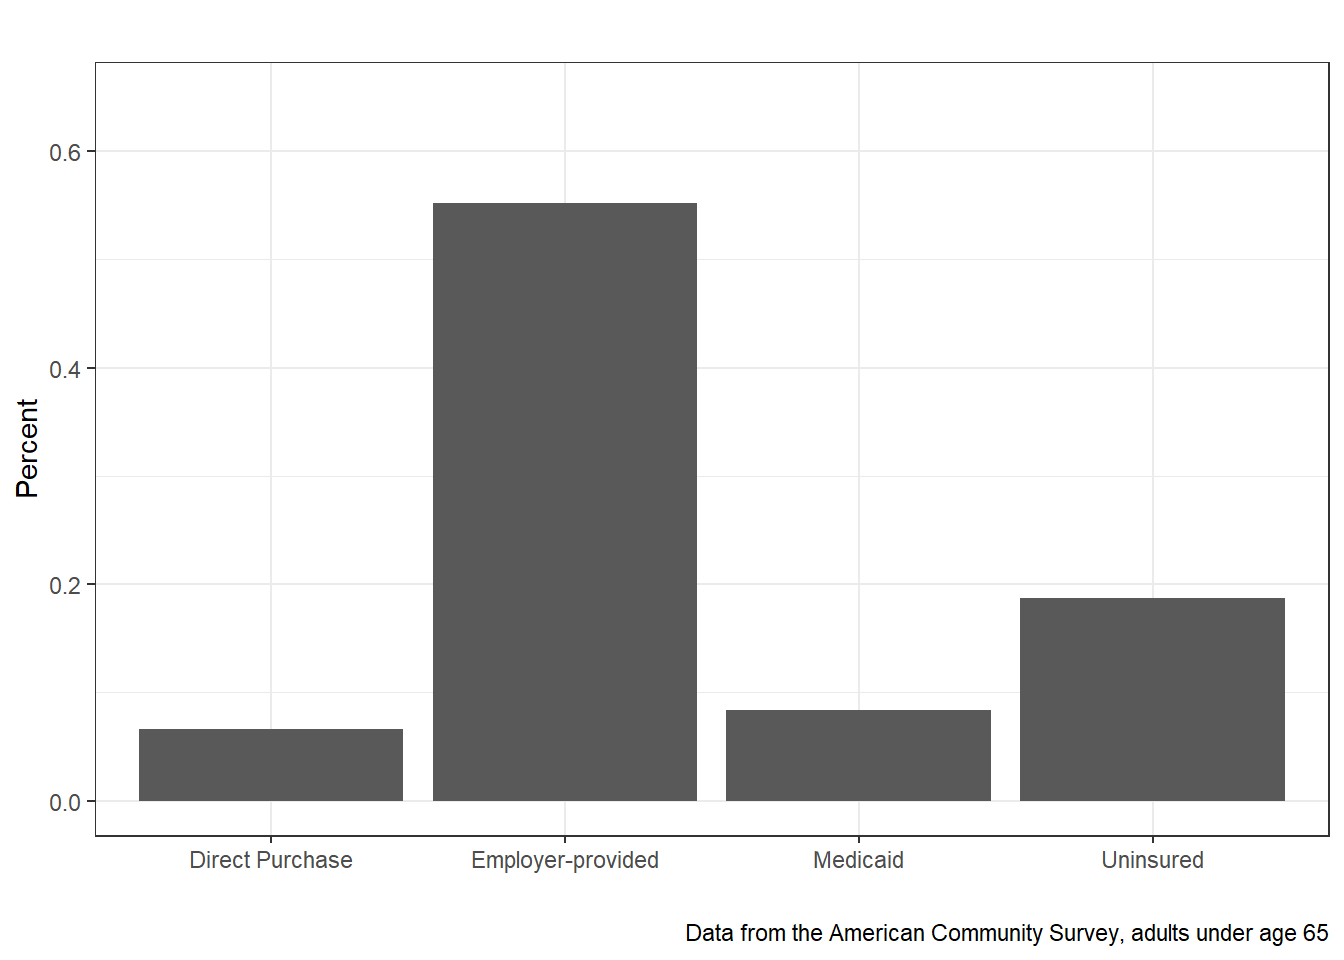 0.6
0.4
0.2
0.0
Percent
Direct Purchase
Employer-provided
Medicaid
Uninsured
Data from the American Community Survey, adults under age 65